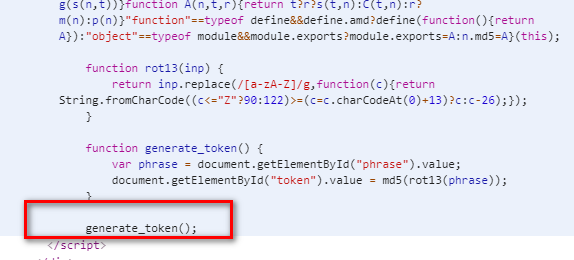 g(s(n,t))}function A(n,t,r){return t?r?s(t,n):C(t,n):r?
m(n):p(n)}"function"==typeof define&&define.amd?define(function(){return
A}):"object"==typeof module&&module.exports?module.exports=A:n.md5=A}(this);
function rot13(inp) {
return inp.replace(/[a-zA-Z]/g,function(c){return
String.fromCharCode((c<="Z"?90:122)>=(c=c.charCodeAt(0)+13)?c:c-26);});
}
function generate_token() {
var phrase = document.getElementById("phrase").value;
document.getElementById("token").value = md5(rot13(phrase));
}
generate_token();
</script>